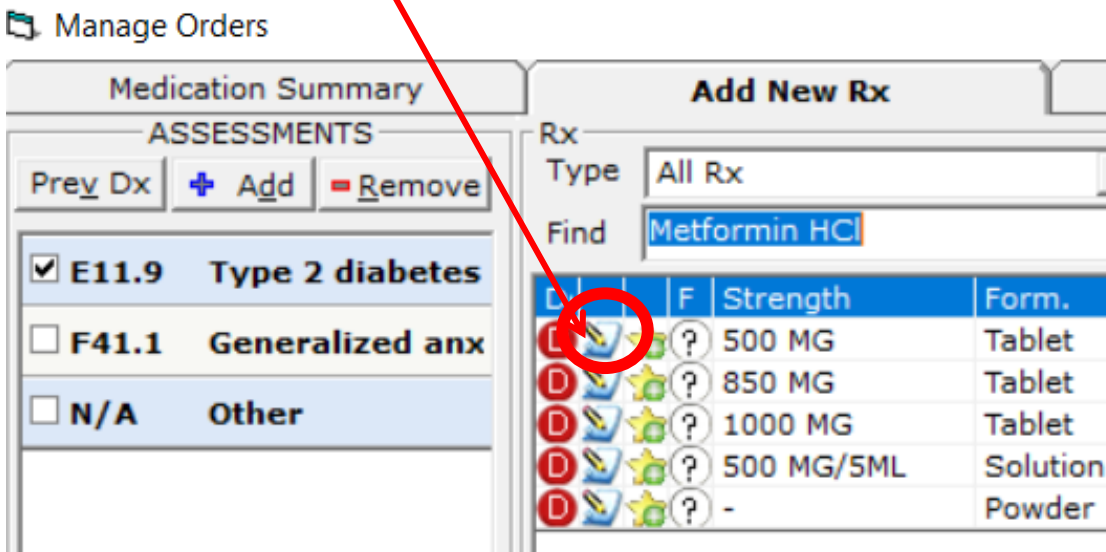 Manage Orders
Medication Summary
Add New Rx
ASSESSMENTS
Prev Dx Add Remove
E11.9 Type 2 diabetes
F41.1 Generalized anx
N/A Other
Rx
Type All Rx
Find Metformin HCl
D F Strength Form.
D ? 500 MG Tablet
D ? 850 MG Tablet
D ? 1000 MG Tablet
D ? 500 MG/5ML Solution
D ? - Powder